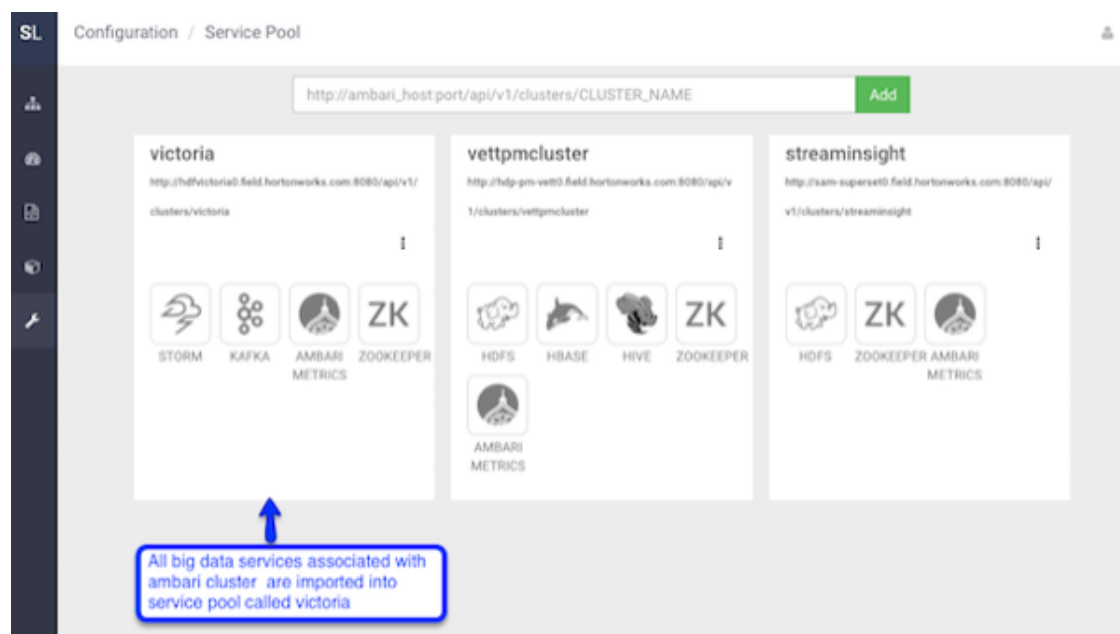 SL
Configuration / Service Pool
http://ambari_host:port/api/v1/clusters/CLUSTER_NAME
Add
victoria
http://hdfvictoria0.field.hortonworks.com:8080/api/v1/
clusters/victoria
STORM
KAFKA
AMBARI
METRICS
ZK
ZOOKEEPER
vettpmcluster
http://hdp-pm-vett0.field.hortonworks.com:8080/api/v
1/clusters/vettpmcluster
HDFS
HBASE
HIVE
ZK
ZOOKEEPER
AMBARI
METRICS
streaminsight
http://sam-superset0.field.hortonworks.com:8080/api/
v1/clusters/streaminsight
HDFS
ZK
ZOOKEEPER
AMBARI
METRICS
All big data services associated with
ambari cluster are imported into
service pool called victoria